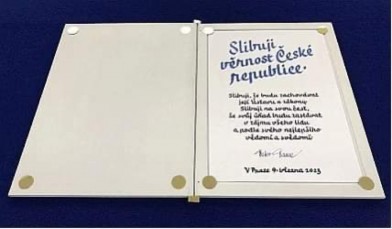 Slibuji
věrnost České
republice.
Slibuji, že budu zachovávat
její Ústavu a zákony.
Slibuji na svou čest,
že svůj úřad budu zastávat
v zájmu všeho lidu
a podle svého nejlepšího
vědomí a svědomí.
V Praze 9. března 2023